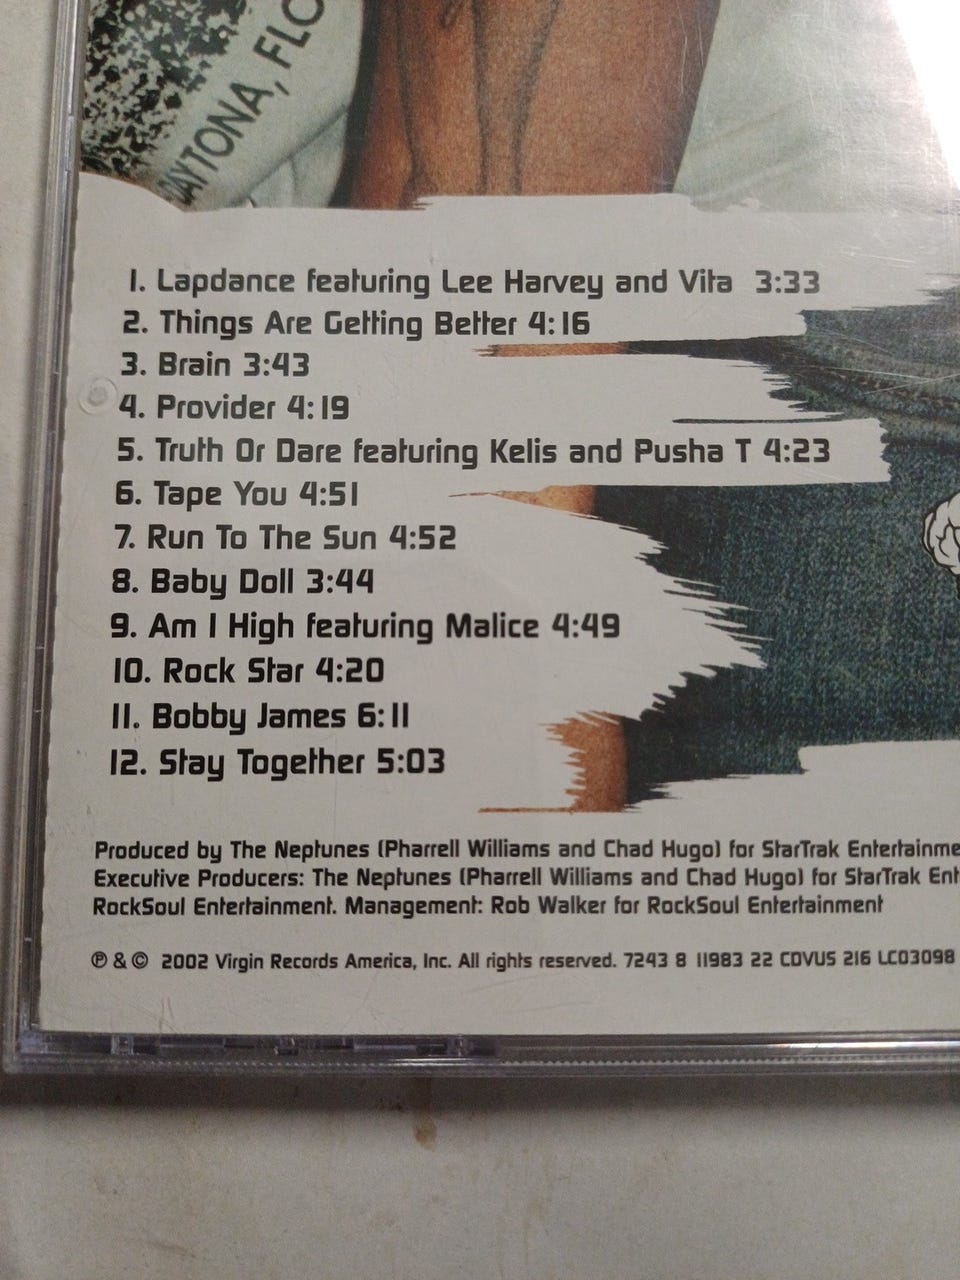 DAYTONA, FLO
1. Lapdance featuring Lee Harvey and Vita 3:33
2. Things Are Getting Better 4:16
3. Brain 3:43
4. Provider 4:19
5. Truth Or Dare featuring Kelis and Pusha T 4:23
6. Tape You 4:51
7. Run To The Sun 4:52
8. Baby Doll 3:44
9. Am I High featuring Malice 4:49
10. Rock Star 4:20
11. Bobby James 6:11
12. Stay Together 5:03
Produced by The Neptunes (Pharrell Williams and Chad Hugo) for StarTrak Entertainme
Executive Producers: The Neptunes (Pharrell Williams and Chad Hugo) for StarTrak Ent
RockSoul Entertainment. Management: Rob Walker for RockSoul Entertainment
℗ & © 2002 Virgin Records America, Inc. All rights reserved. 7243 8 11983 22 CDVUS 216 LC03098